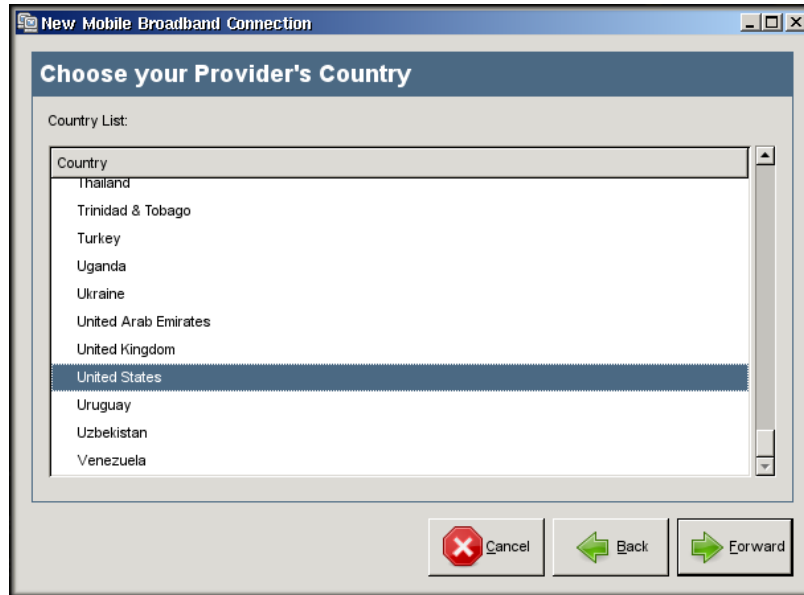 New Mobile Broadband Connection
Choose your Provider's Country
Country List:
Country
Thailand
Trinidad & Tobago
Turkey
Uganda
Ukraine
United Arab Emirates
United Kingdom
United States
Uruguay
Uzbekistan
Venezuela
Cancel Back Forward